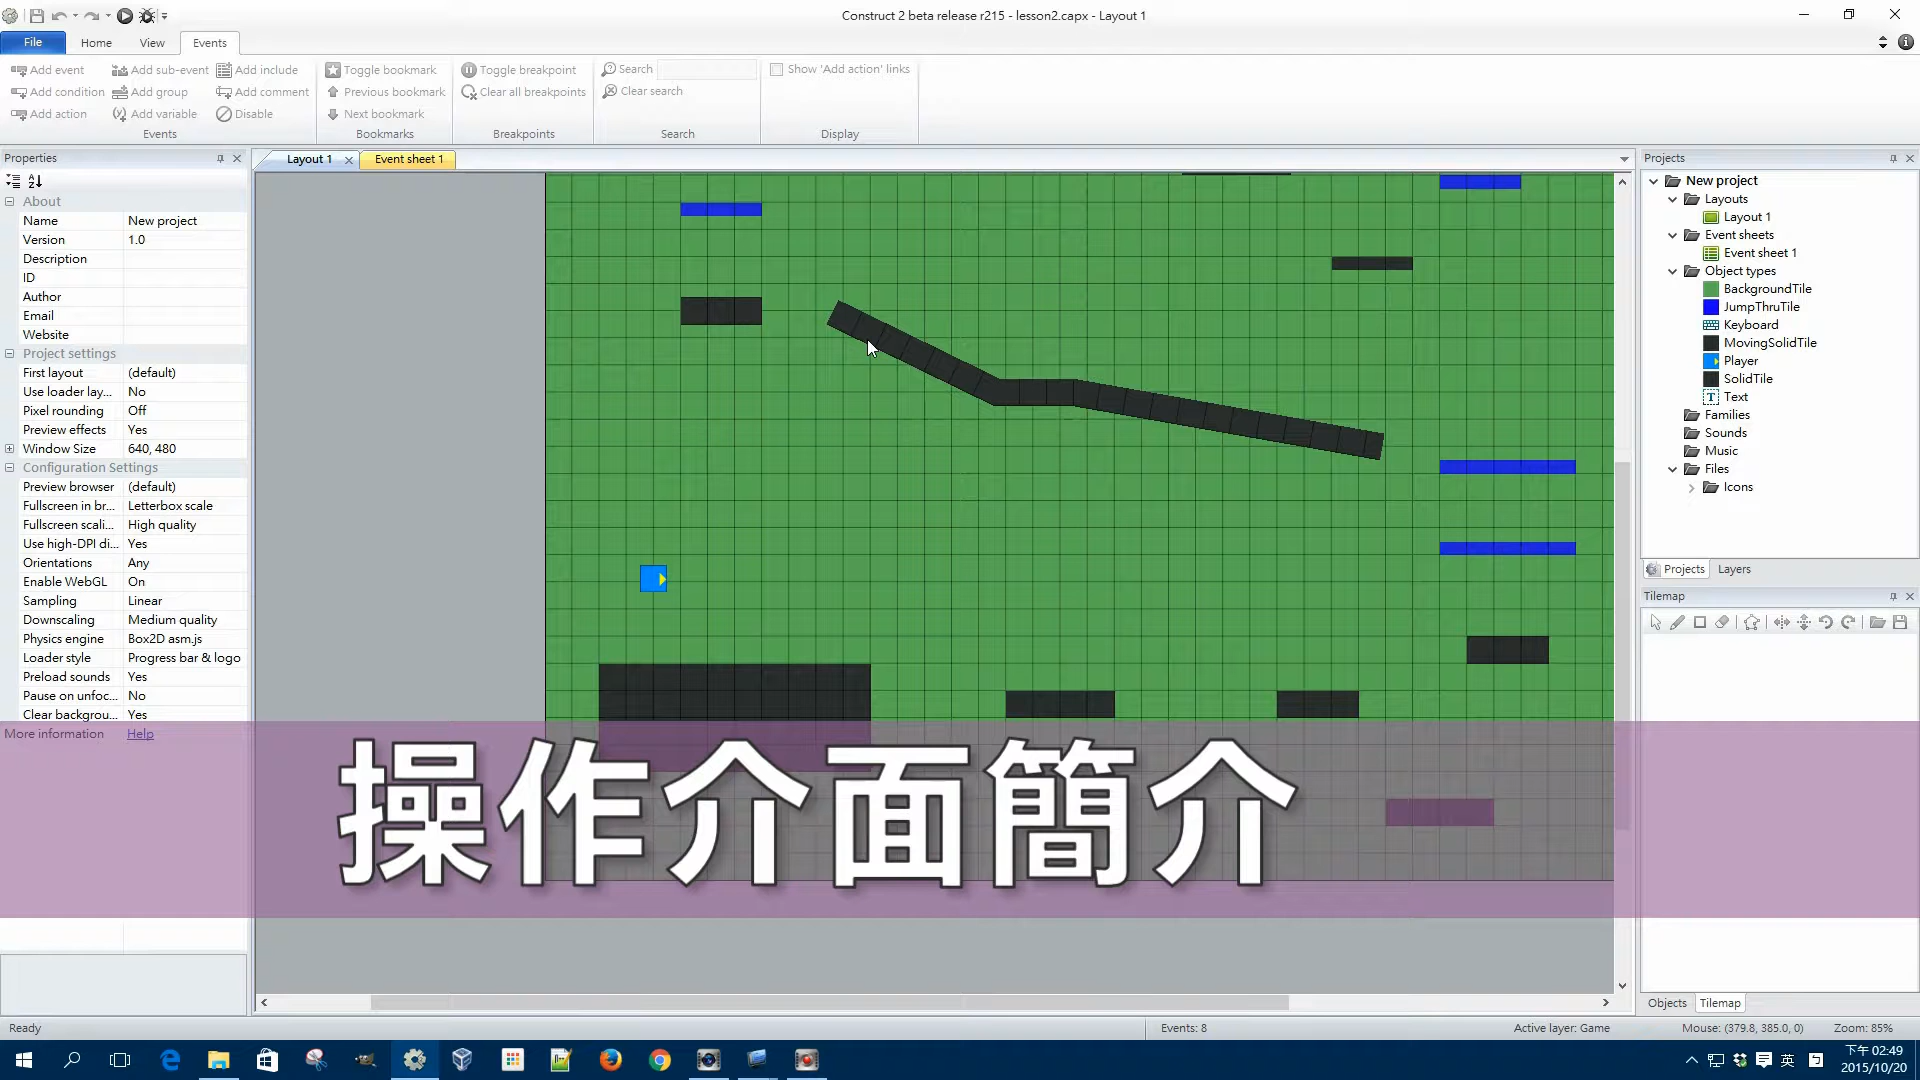 Construct 2 beta release r215 - lesson2.capx - Layout 1
File Home View Events
Add event Add sub-event Add include Toggle bookmark Toggle breakpoint Search Show 'Add action' links
Add condition Add group Add comment Previous bookmark Clear all breakpoints Clear search
Add action Add variable Disable Next bookmark
Events Bookmarks Breakpoints Search Display
Properties
About
Name New project
Version 1.0
Description
ID
Author
Email
Website
Project settings
First layout (default)
Use loader lay... No
Pixel rounding Off
Preview effects Yes
Window Size 640, 480
Configuration Settings
Preview browser (default)
Fullscreen in br... Letterbox scale
Fullscreen scali... High quality
Use high-DPI di... Yes
Orientations Any
Enable WebGL On
Sampling Linear
Downscaling Medium quality
Physics engine Box2D asm.js
Loader style Progress bar & logo
Preload sounds Yes
Pause on unfoc... No
Clear backgrou... Yes
More information Help
Layout 1 Event sheet 1
操作介面簡介
Projects
New project
Layouts
Layout 1
Event sheets
Event sheet 1
Object types
BackgroundTile
JumpThruTile
Keyboard
MovingSolidTile
Player
SolidTile
Text
Families
Sounds
Music
Files
Icons
Projects Layers
Tilemap
Objects Tilemap
Ready Events: 8 Active layer: Game Mouse: (379.8, 385.0, 0) Zoom: 85%
英
下午 02:49
2015/10/20